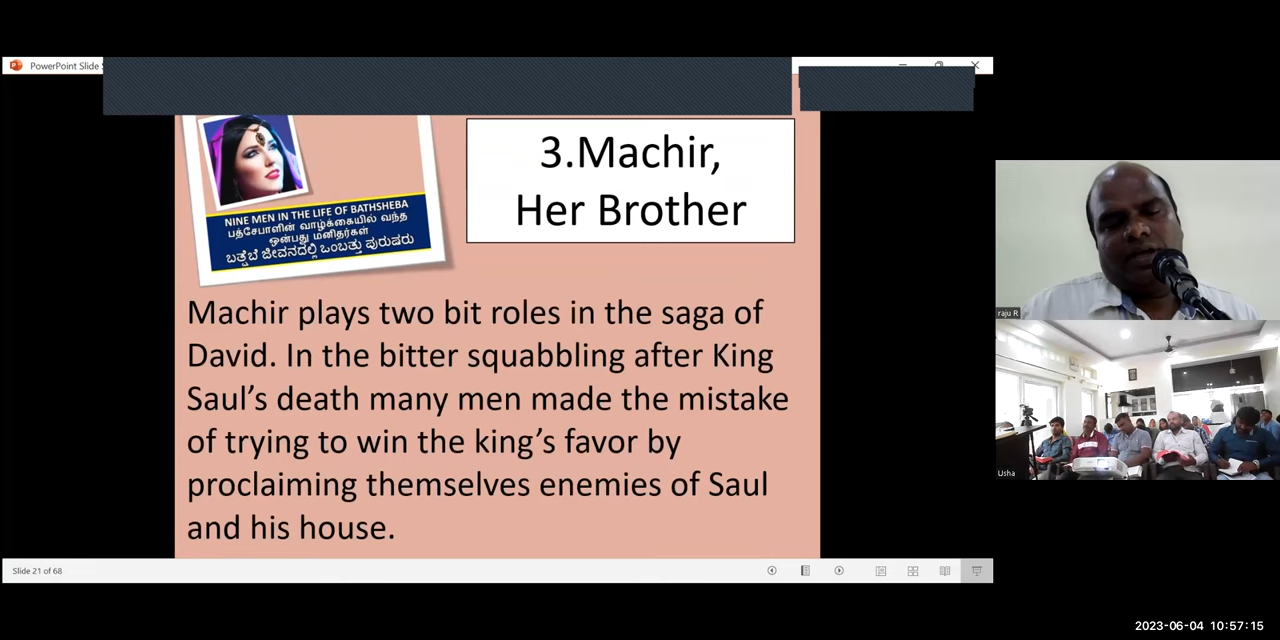 PowerPoint Slide S
NINE MEN IN THE LIFE OF BATHSHEBA
பத்சேபாளின் வாழ்க்கையில் வந்த
ஒன்பது மனிதர்கள்
ಬತ್ಷೆಬೆ ಜೀವನದಲ್ಲಿ ಒಂಬತ್ತು ಪುರುಷರು
3.Machir,
Her Brother
Machir plays two bit roles in the saga of
David. In the bitter squabbling after King
Saul’s death many men made the mistake
of trying to win the king’s favor by
proclaiming themselves enemies of Saul
and his house.
Slide 21 of 68
raju R
Usha
2023-06-04 10:57:15